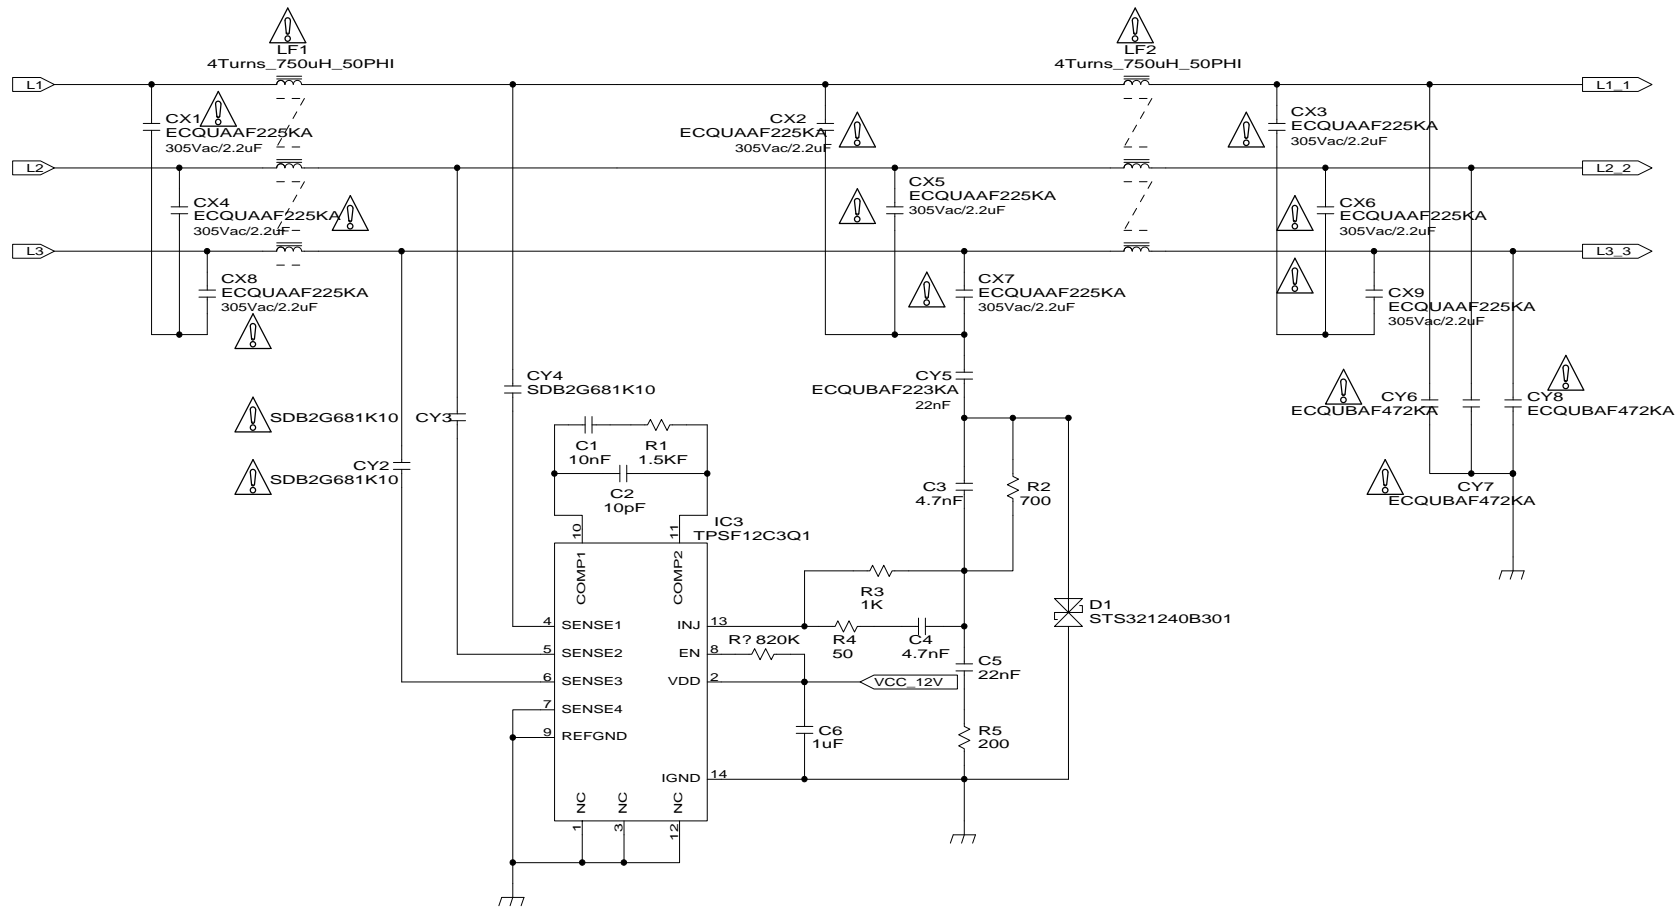 LF1
4Turns_750uH_50PHI
LF2
4Turns_750uH_50PHI
L1
L1_1
CX1
ECQUAAF225KA
305Vac/2.2uF
CX2
ECQUAAF225KA
305Vac/2.2uF
CX3
ECQUAAF225KA
305Vac/2.2uF
L2
L2_2
CX4
ECQUAAF225KA
305Vac/2.2uF
CX5
ECQUAAF225KA
305Vac/2.2uF
CX6
ECQUAAF225KA
305Vac/2.2uF
L3
L3_3
CX8
ECQUAAF225KA
305Vac/2.2uF
CX7
ECQUAAF225KA
305Vac/2.2uF
CX9
ECQUAAF225KA
305Vac/2.2uF
CY4
SDB2G681K10
CY5
ECQUBAF223KA
22nF
CY6
ECQUBAF472KA
CY8
ECQUBAF472KA
SDB2G681K10
CY3
CY2
SDB2G681K10
C1
10nF
R1
1.5KF
C2
10pF
C3
4.7nF
R2
700
CY7
ECQUBAF472KA
IC3
TPSF12C3Q1
10
11
COMP1
COMP2
R3
1K
D1
STS321240B301
4
SENSE1
INJ
13
R4
50
C4
4.7nF
5
SENSE2
EN
8
R? 820K
C5
22nF
6
SENSE3
VDD
2
VCC_12V
7
SENSE4
9
REFGND
C6
1uF
R5
200
IGND
14
NC
NC
NC
1
3
12